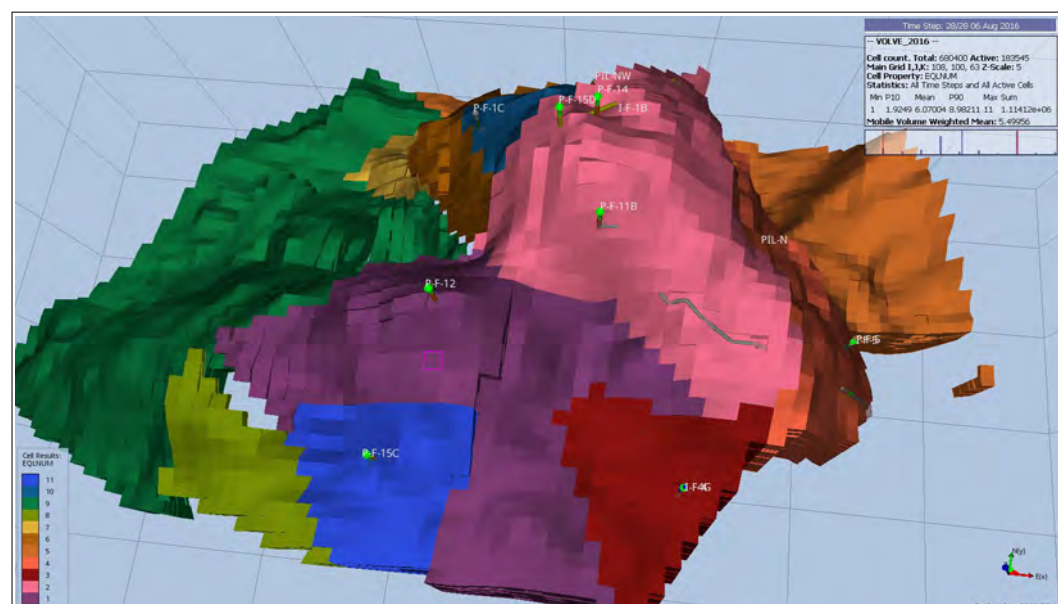 Time Step: 28/28 06 Aug 2016
-- VOLVE_2016 --
Cell count. Total: 680400 Active: 183545
Main Grid I,J,K: 108, 100, 63 Z-Scale: 5
Cell Property: EQLNUM
Statistics: All Time Steps and All Active Cells
Min P10 Mean P90 Max Sum
1 1.9249 6.07004 8.98211 11 1.11412e+06
Mobile Volume Weighted Mean: 5.49956
PIL-NW
P-F-14
P-F-15D
I-F-1B
P-F-1C
P-F-11B
PIL-N
P-F-12
P-F-15C
Cell Results:
EQLNUM
11
10
9
8
7
6
5
4
3
2
1
N(y)
E(x)